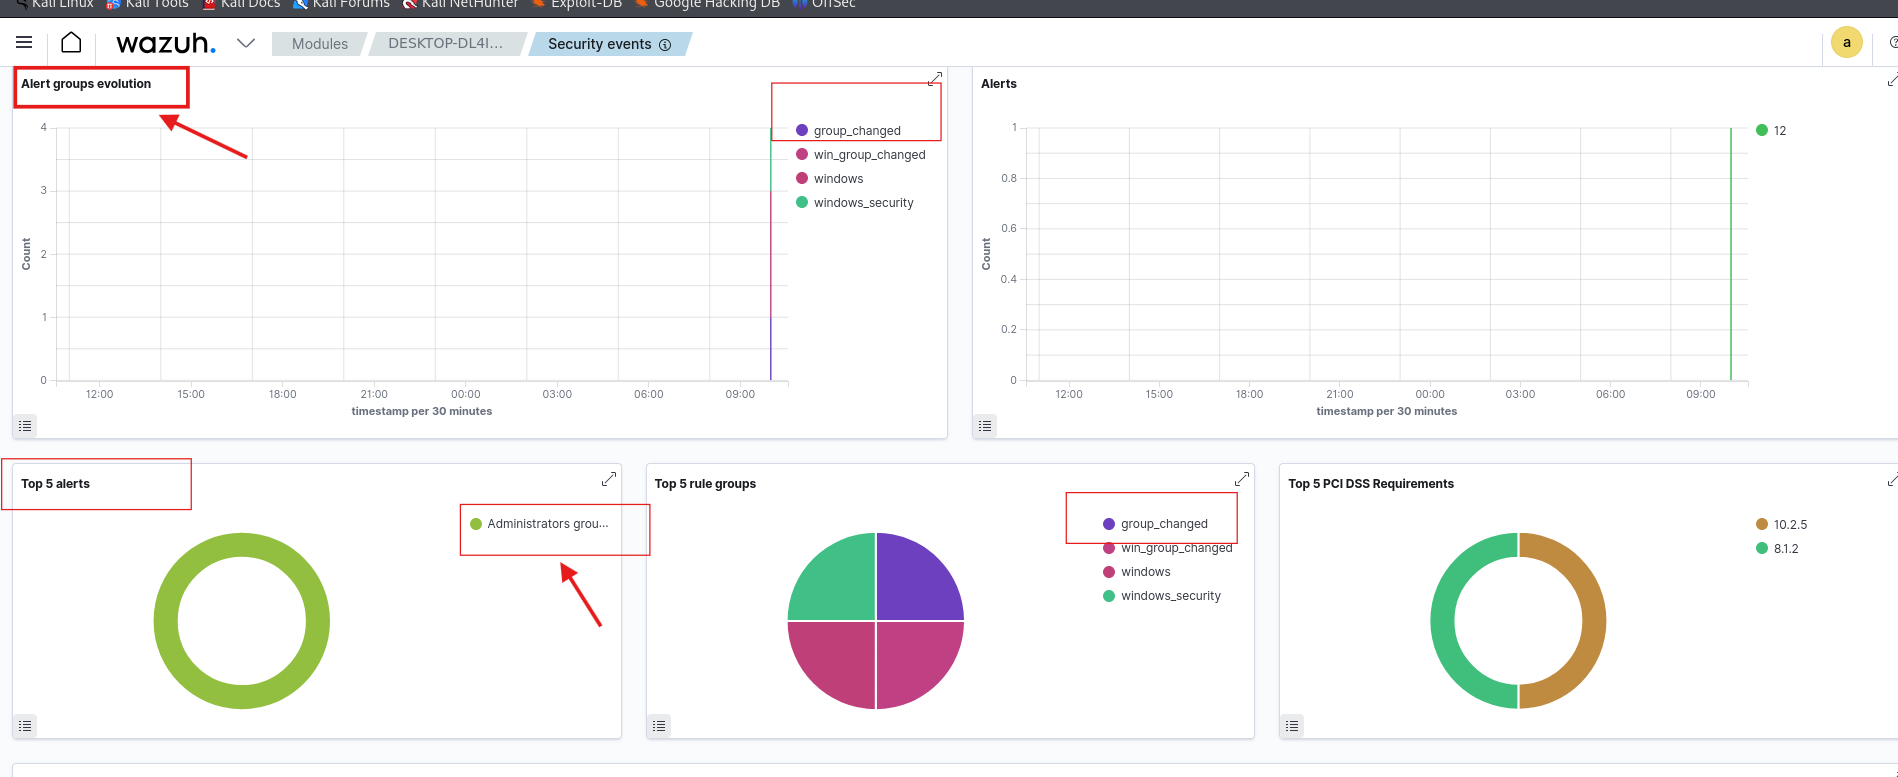 Kali Linux Kali Tools Kali Docs Kali Forums Kali NetHunter Exploit-DB Google Hacking DB OffSec
wazuh. Modules DESKTOP-DL4I... Security events a
Alert groups evolution
4
3
2
1
0
Count
12:00 15:00 18:00 21:00 00:00 03:00 06:00 09:00
timestamp per 30 minutes
group_changed
win_group_changed
windows
windows_security
Alerts
1
0.8
0.6
0.4
0.2
0
Count
12:00 15:00 18:00 21:00 00:00 03:00 06:00 09:00
timestamp per 30 minutes
12
Top 5 alerts
Administrators grou...
Top 5 rule groups
group_changed
win_group_changed
windows
windows_security
Top 5 PCI DSS Requirements
10.2.5
8.1.2